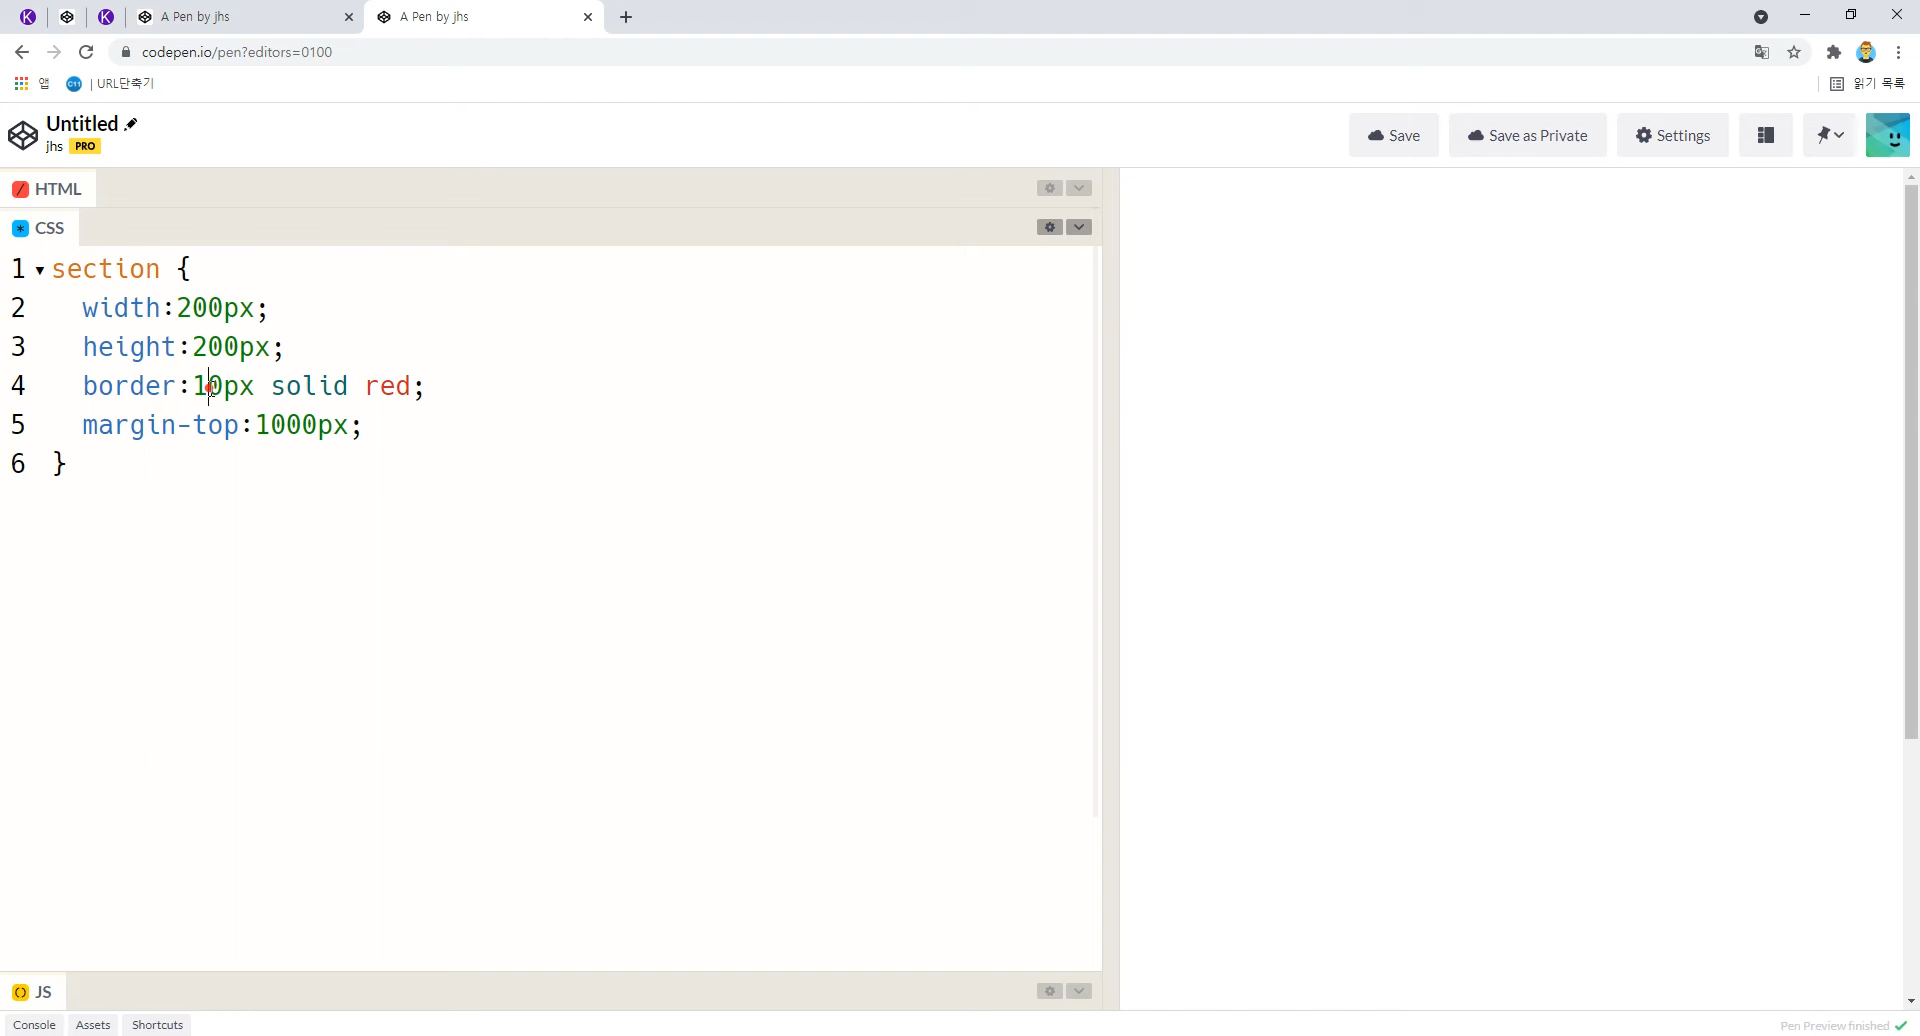 A Pen by jhs
A Pen by jhs
codepen.io/pen?editors=0100
앱
C11
| URL단축기
읽기 목록
Untitled
jhs PRO
Save
Save as Private
Settings
HTML
CSS
1 section {
2 width:200px;
3 height:200px;
4 border:10px solid red;
5 margin-top:1000px;
6 }
JS
Console Assets Shortcuts
Pen Preview finished